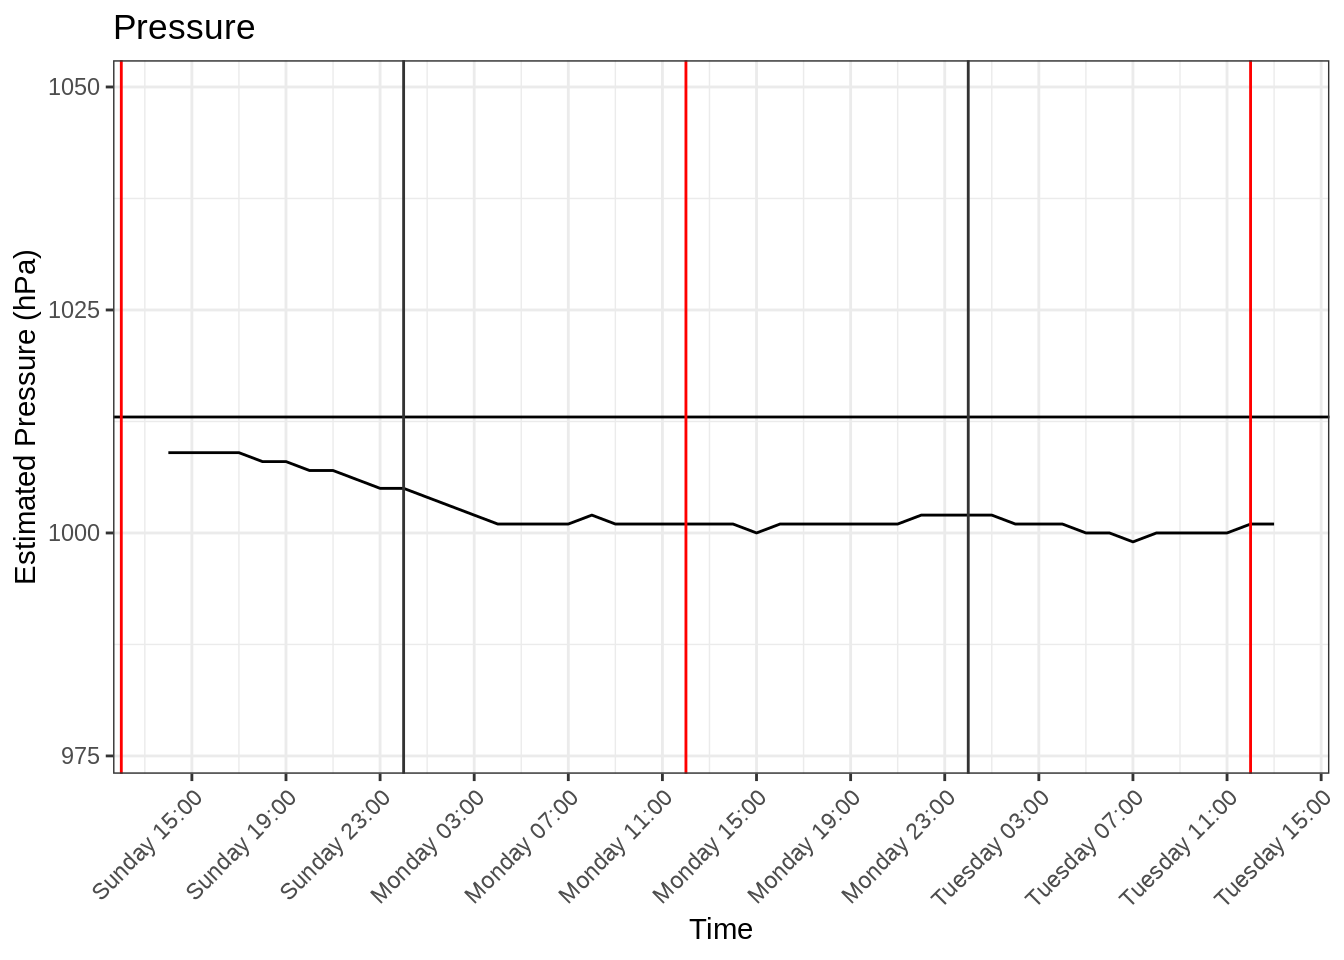 Pressure
Estimated Pressure (hPa)
1050
1025
1000
975
Sunday 15:00
Sunday 19:00
Sunday 23:00
Monday 03:00
Monday 07:00
Monday 11:00
Monday 15:00
Monday 19:00
Monday 23:00
Tuesday 03:00
Tuesday 07:00
Tuesday 11:00
Tuesday 15:00
Time